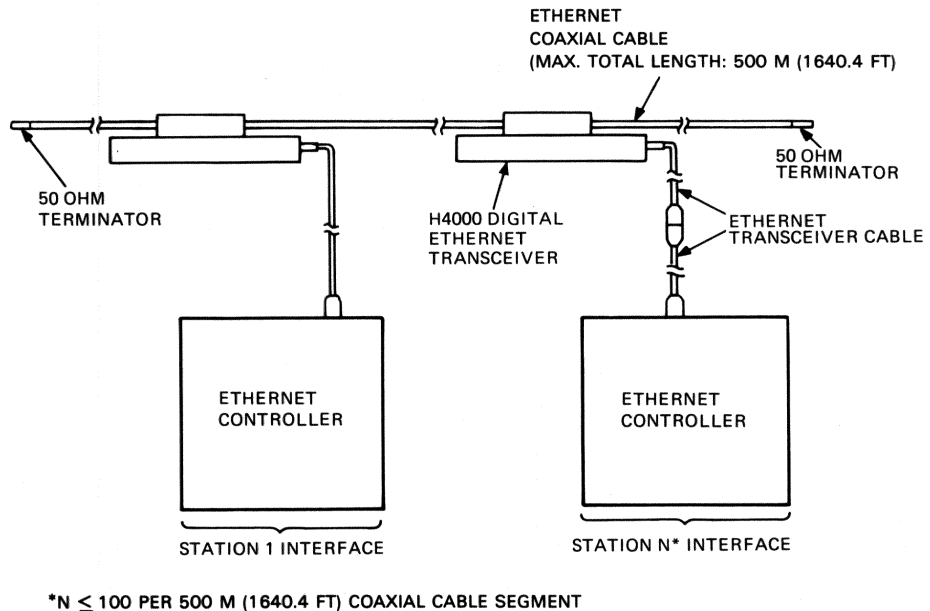 ETHERNET
COAXIAL CABLE
(MAX. TOTAL LENGTH: 500 M (1640.4 FT)
50 OHM
TERMINATOR
H4000 DIGITAL
ETHERNET
TRANSCEIVER
50 OHM
TERMINATOR
ETHERNET
TRANSCEIVER CABLE
ETHERNET
CONTROLLER
ETHERNET
CONTROLLER
STATION 1 INTERFACE
STATION N* INTERFACE
*N ≤ 100 PER 500 M (1640.4 FT) COAXIAL CABLE SEGMENT